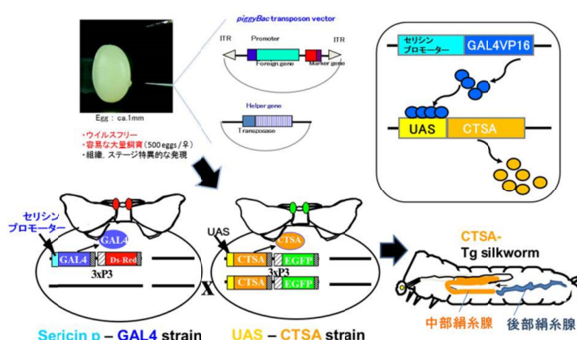 piggyBac transposon vector
ITR
Promoter
ITR
Forsign gene
Marker gene
Helper gene
Transposase
Egg : ca.1mm
・ウイルスフリー
・容易な大量飼育(500 eggs/♀)
・組織、ステージ特異的な発現
セリシン
プロモーター
GAL4VP16
UAS
CTSA
セリシン
プロモーター
GAL4
GAL4
Ds-Red
3xP3
Sericin p – GAL4 strain
X
UAS
CTSA
CTSA
EGFP
3xP3
CTSA
EGFP
UAS – CTSA strain
CTSA-
Tg silkworm
中部絹糸腺
後部絹糸腺